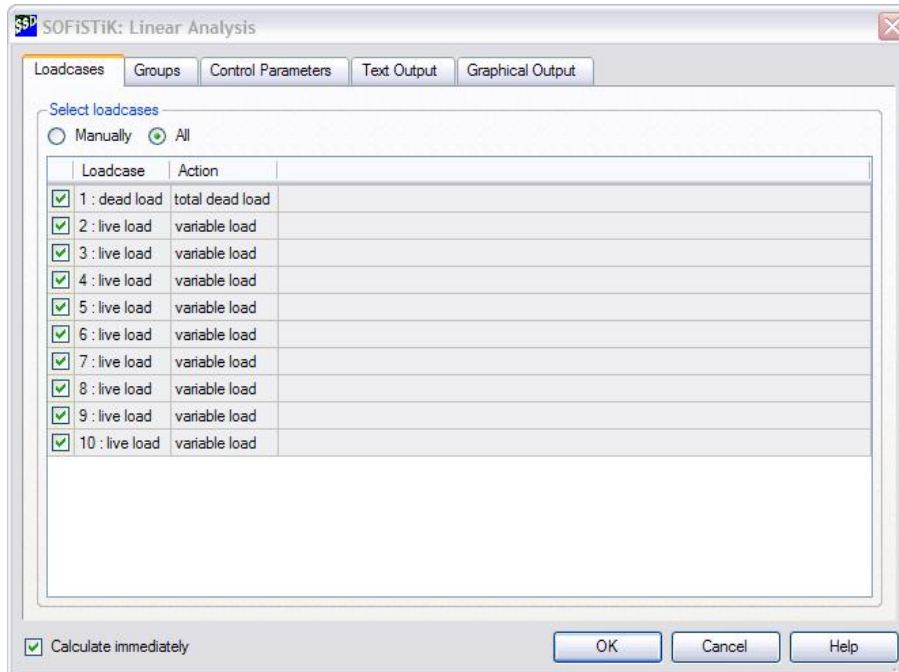 SSD SOFiSTiK: Linear Analysis
Loadcases Groups Control Parameters Text Output Graphical Output
Select loadcases
Manually All
Loadcase Action
1 : dead load total dead load
2 : live load variable load
3 : live load variable load
4 : live load variable load
5 : live load variable load
6 : live load variable load
7 : live load variable load
8 : live load variable load
9 : live load variable load
10 : live load variable load
Calculate immediately OK Cancel Help